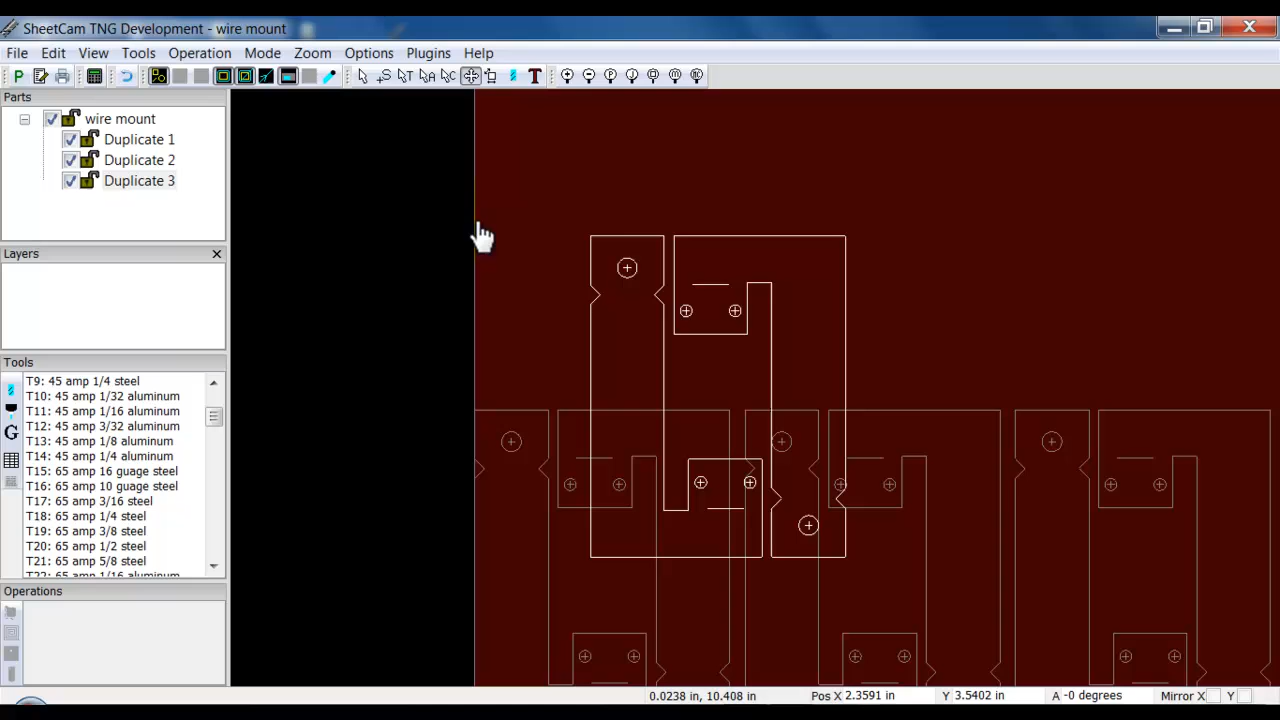 SheetCam TNG Development - wire mount
File Edit View Tools Operation Mode Zoom Options Plugins Help
Parts
wire mount
Duplicate 1
Duplicate 2
Duplicate 3
Layers
Tools
T9: 45 amp 1/4 steel
T10: 45 amp 1/32 aluminum
T11: 45 amp 1/16 aluminum
T12: 45 amp 3/32 aluminum
T13: 45 amp 1/8 aluminum
T14: 45 amp 1/4 aluminum
T15: 65 amp 16 guage steel
T16: 65 amp 10 guage steel
T17: 65 amp 3/16 steel
T18: 65 amp 1/4 steel
T19: 65 amp 3/8 steel
T20: 65 amp 1/2 steel
T21: 65 amp 5/8 steel
T22: 65 amp 1/16 aluminum
Operations
0.0238 in, 10.408 in Pos X 2.3591 in Y 3.5402 in A -0 degrees Mirror X Y